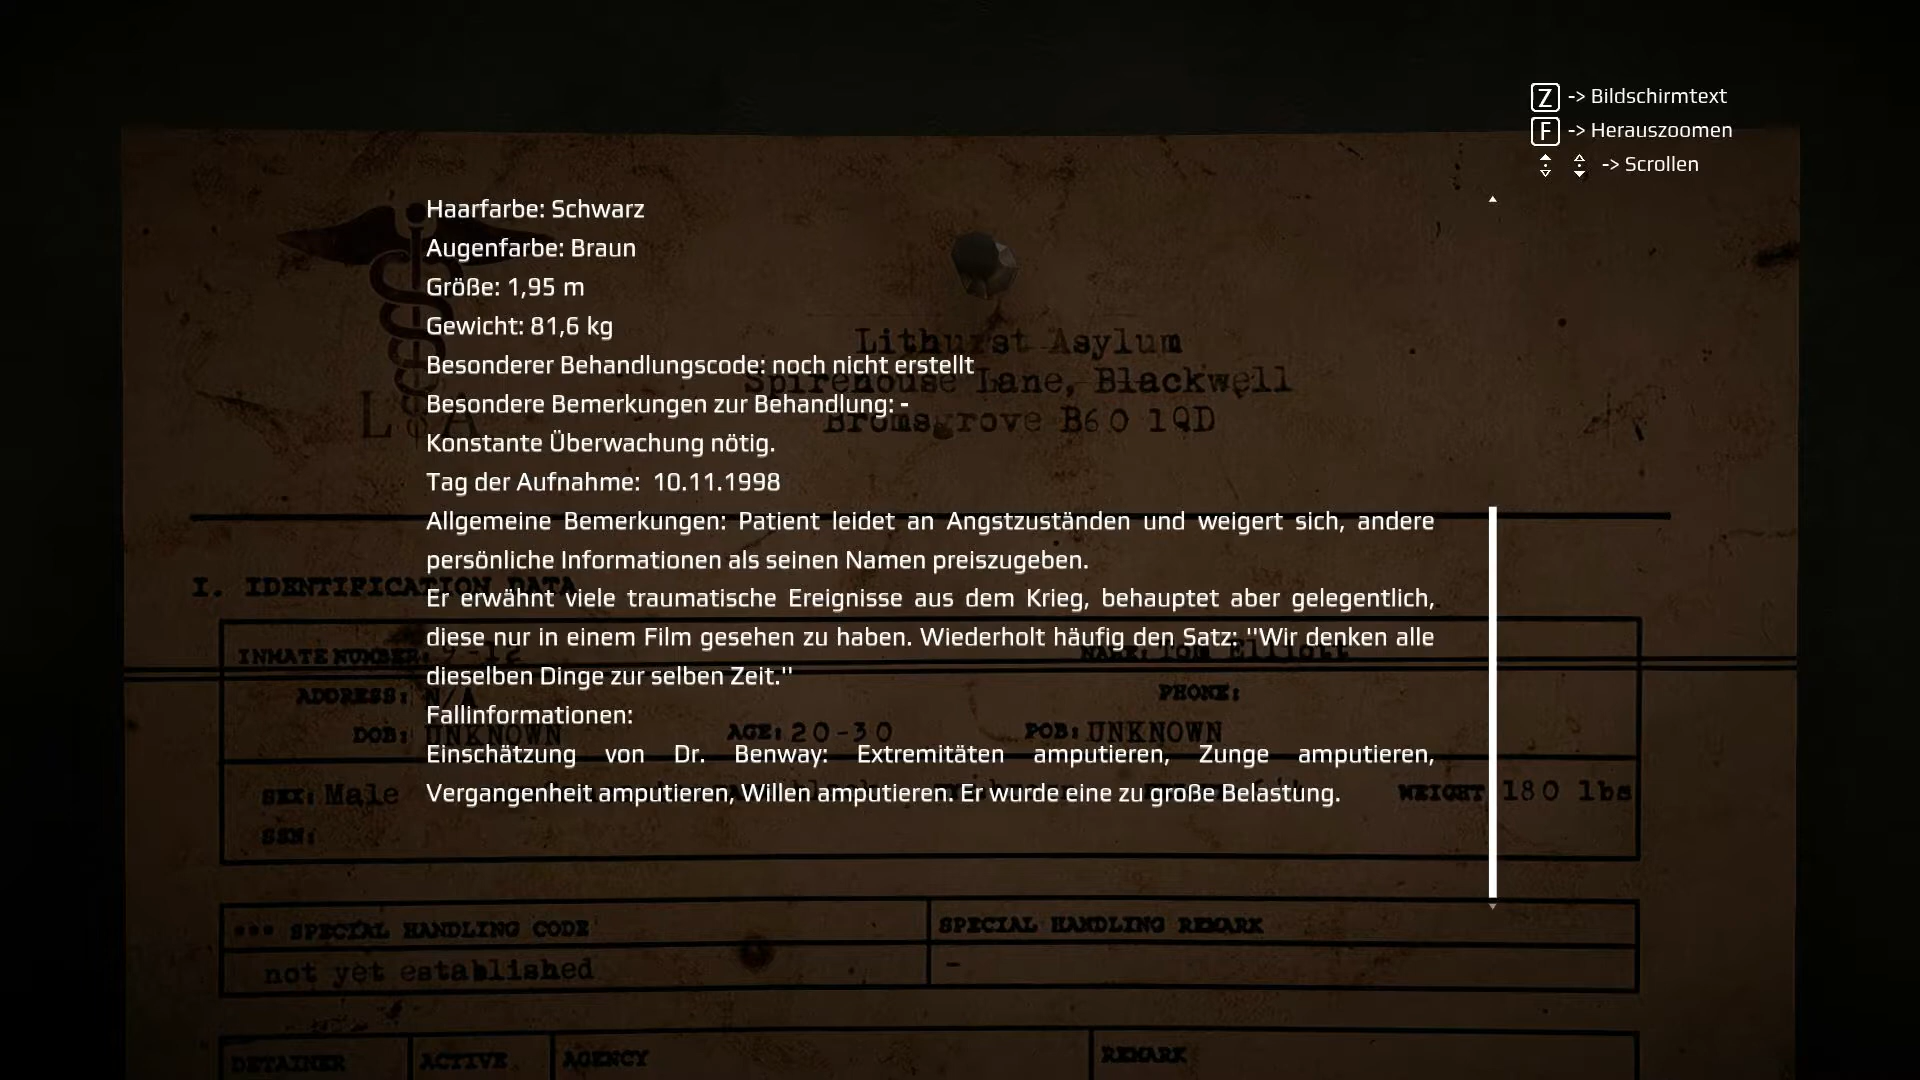 Z -> Bildschirmtext
F -> Herauszoomen
-> Scrollen
Haarfarbe: Schwarz
Augenfarbe: Braun
Größe: 1,95 m
Gewicht: 81,6 kg
Besonderer Behandlungscode: noch nicht erstellt
Besondere Bemerkungen zur Behandlung: -
Konstante Überwachung nötig.
Tag der Aufnahme: 10.11.1998
Allgemeine Bemerkungen: Patient leidet an Angstzuständen und weigert sich, andere
persönliche Informationen als seinen Namen preiszugeben.
Er erwähnt viele traumatische Ereignisse aus dem Krieg, behauptet aber gelegentlich,
diese nur in einem Film gesehen zu haben. Wiederholt häufig den Satz: "Wir denken alle
dieselben Dinge zur selben Zeit."
Fallinformationen:
Einschätzung von Dr. Benway: Extremitäten amputieren, Zunge amputieren,
Vergangenheit amputieren, Willen amputieren. Er wurde eine zu große Belastung.
L A
Lithurst Asylum
Spirehouse Lane, Blackwell
Bromsgrove B60 1QD
I. IDENTIFICATION DATA
INMATE NUMBER: NAME: Tom Elliott
ADDRESS: N/A PHONE:
DOB: UNKNOWN AGE: 20-30 POB: UNKNOWN
SEX: Male WEIGHT 180 lbs
SSN:
*** SPECIAL HANDLING CODE SPECIAL HANDLING REMARK
not yet established -
DETAINER ACTIVE AGENCY REMARK